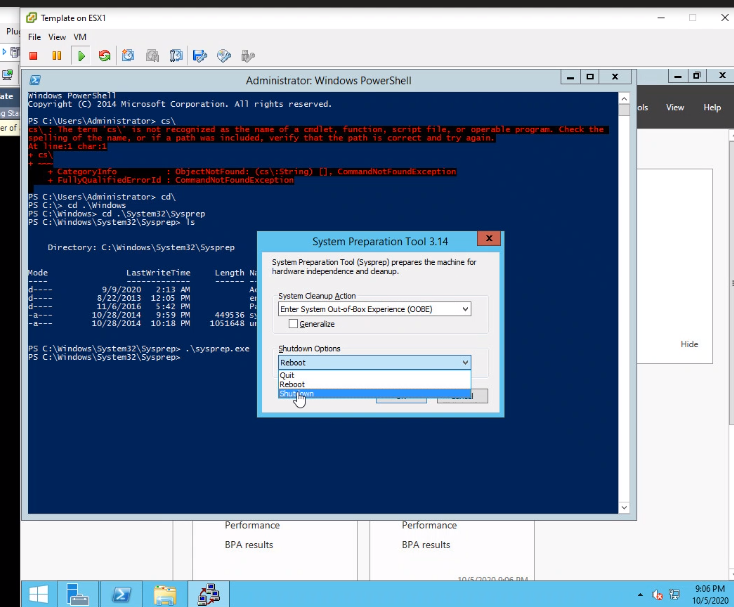 Template on ESX1
File View VM
Administrator: Windows PowerShell
Windows PowerShell
Copyright (C) 2014 Microsoft Corporation. All rights reserved.
PS C:\Users\Administrator> cs\
cs\ : The term 'cs\' is not recognized as the name of a cmdlet, function, script file, or operable program. Check the
spelling of the name, or if a path was included, verify that the path is correct and try again.
At line:1 char:1
+ cs\
+ ~~~
+ CategoryInfo : ObjectNotFound: (cs\:String) [], CommandNotFoundException
+ FullyQualifiedErrorId : CommandNotFoundException
PS C:\Users\Administrator> cd\
PS C:\> cd .\Windows
PS C:\Windows> cd .\System32\Sysprep
PS C:\Windows\System32\Sysprep> ls
Directory: C:\Windows\System32\Sysprep
Mode LastWriteTime Length Na
---- ------------- ------ --
d---- 9/9/2020 2:13 AM
d---- 8/22/2013 12:05 PM en
d---- 11/6/2016 5:42 PM Pa
-a--- 10/28/2014 9:59 PM 449536 sy
-a--- 10/28/2014 10:18 PM 1051648 un
PS C:\Windows\System32\Sysprep> .\sysprep.exe
PS C:\Windows\System32\Sysprep>
System Preparation Tool 3.14
System Preparation Tool (Sysprep) prepares the machine for
hardware independence and cleanup.
System Cleanup Action
Enter System Out-of-Box Experience (OOBE)
Generalize
Shutdown Options
Reboot
Quit
Reboot
Shutdown
ols View Help
Hide
Performance
BPA results
Performance
BPA results
10/5/2020 9:06 PM
9:06 PM
10/5/2020